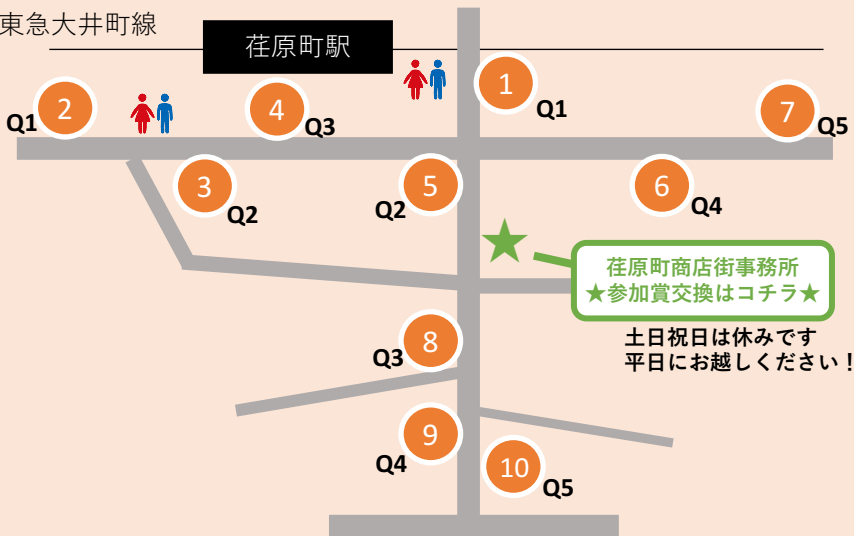 東急大井町線
荏原町駅
1
Q1
2
Q1
4
Q3
7
Q5
3
Q2
5
Q2
6
Q4
荏原町商店街事務所
★参加賞交換はコチラ★
土日祝日は休みです
平日にお越しください！
8
Q3
9
Q4
10
Q5